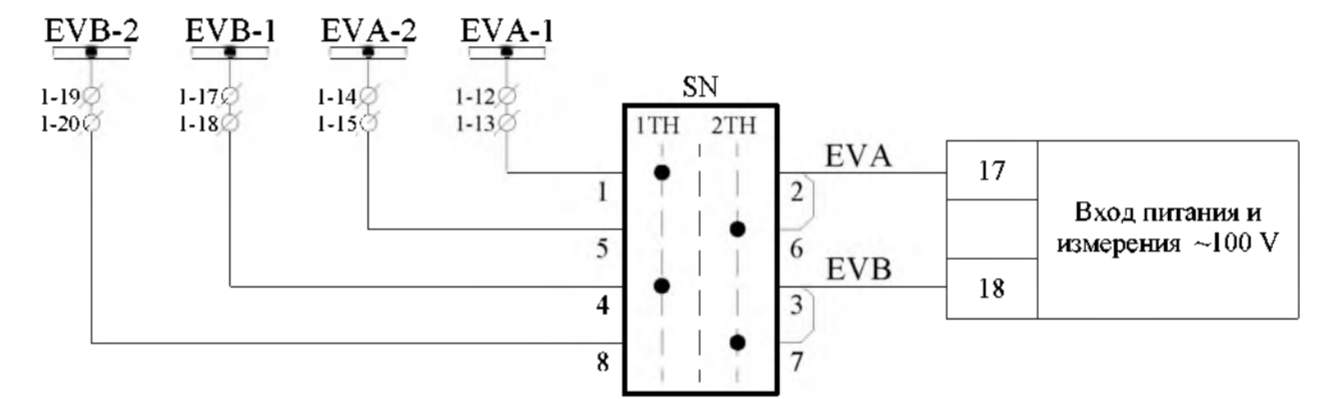 EVB-2 EVB-1 EVA-2 EVA-1
1-19 1-17 1-14 1-12
1-20 1-18 1-15 1-13
SN
1ТН 2ТН
1 2 EVA 17
5 6
4 3 EVB 18
8 7
Вход питания и
измерения ~100 V